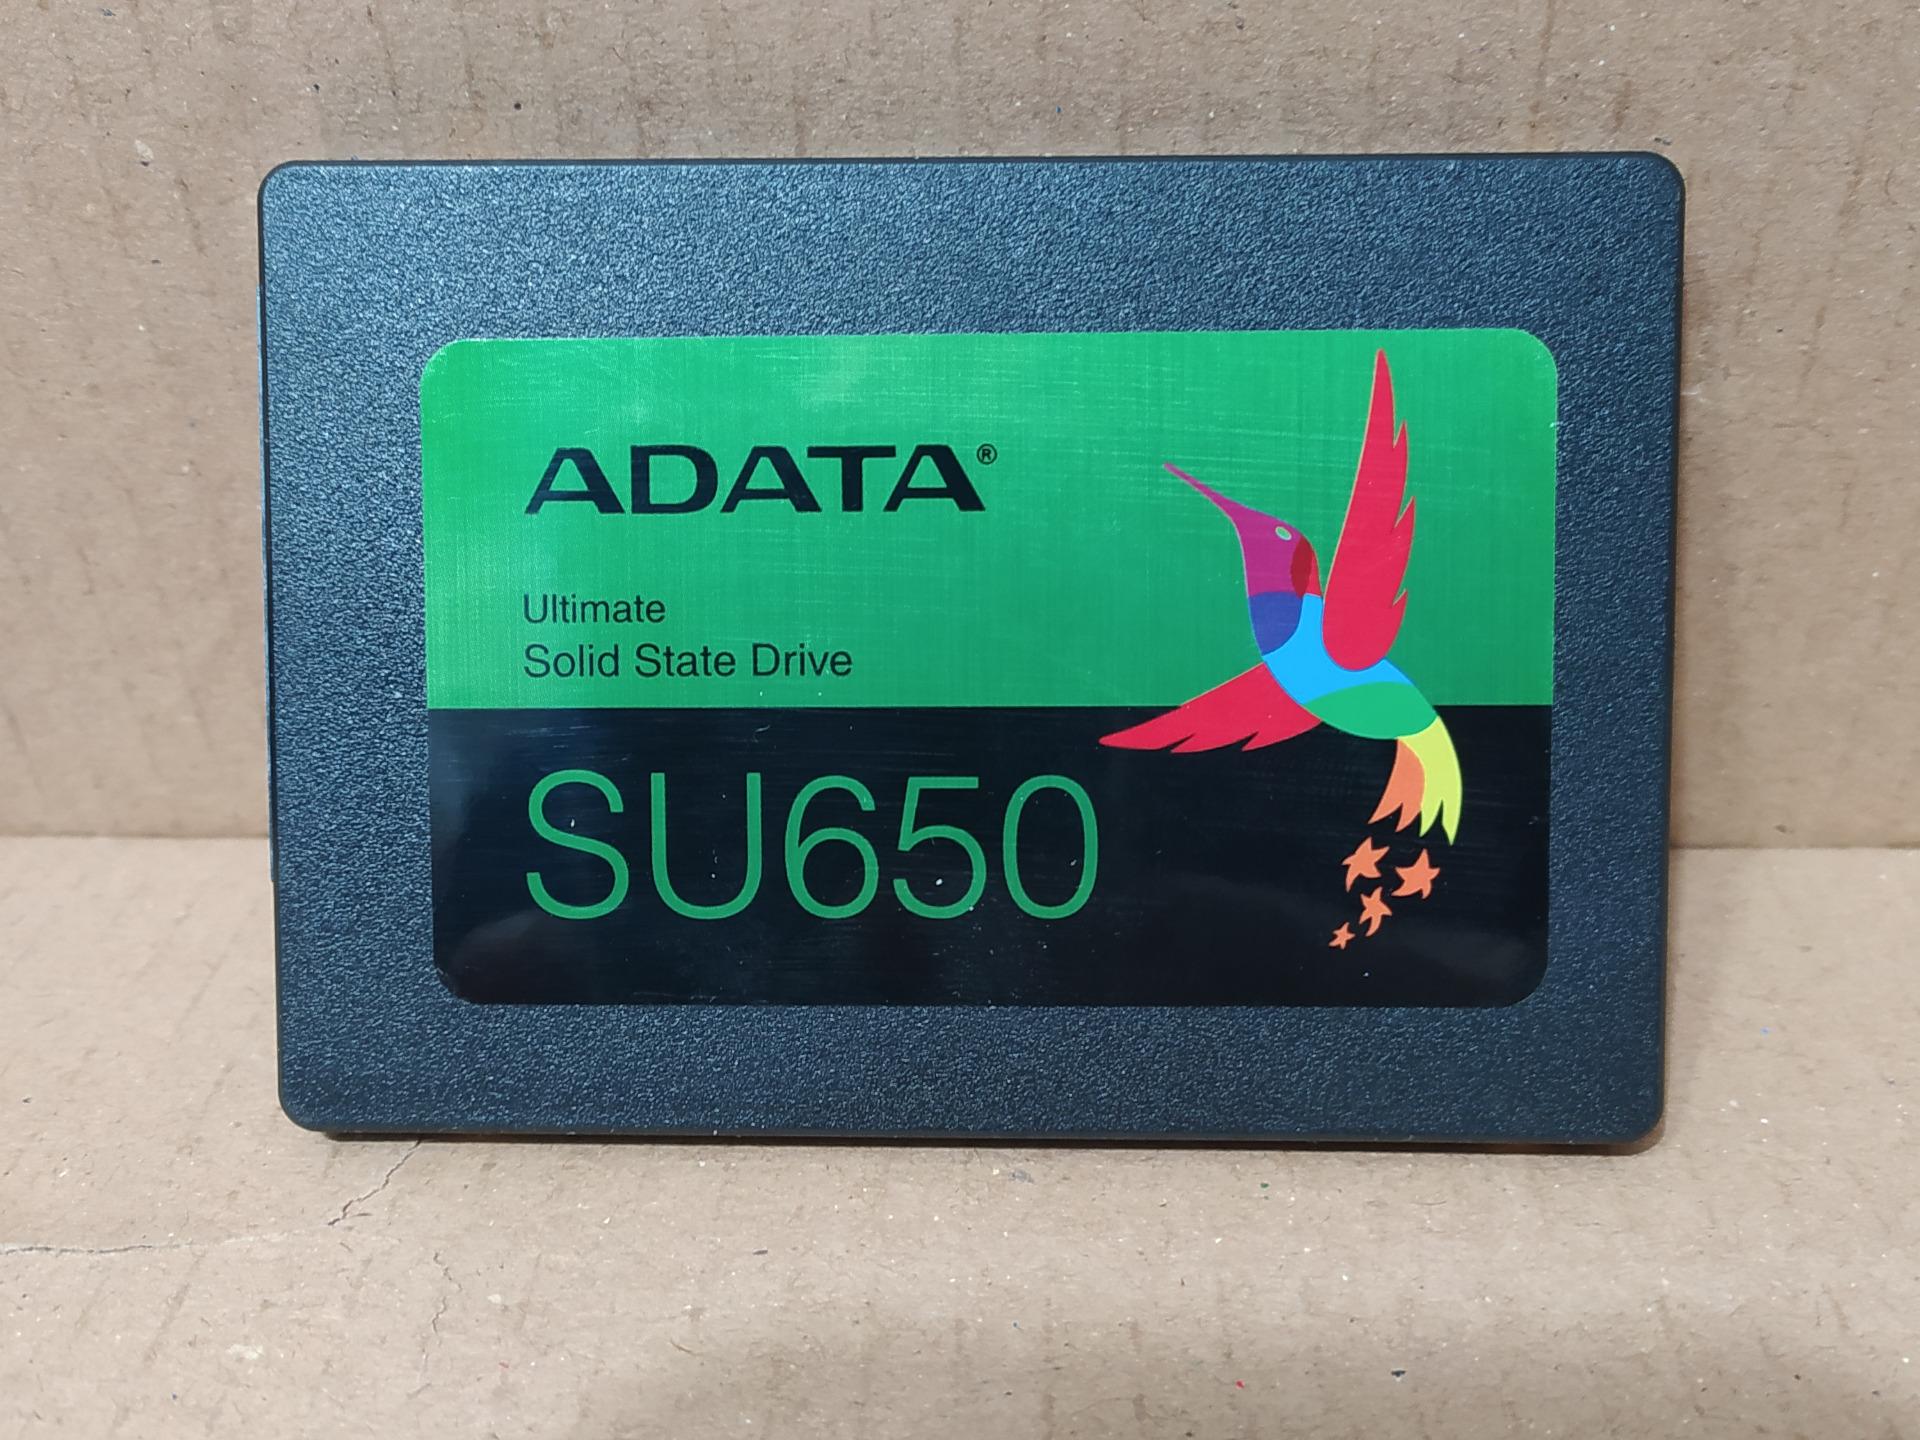 ADATA®
Ultimate
Solid State Drive
SU650